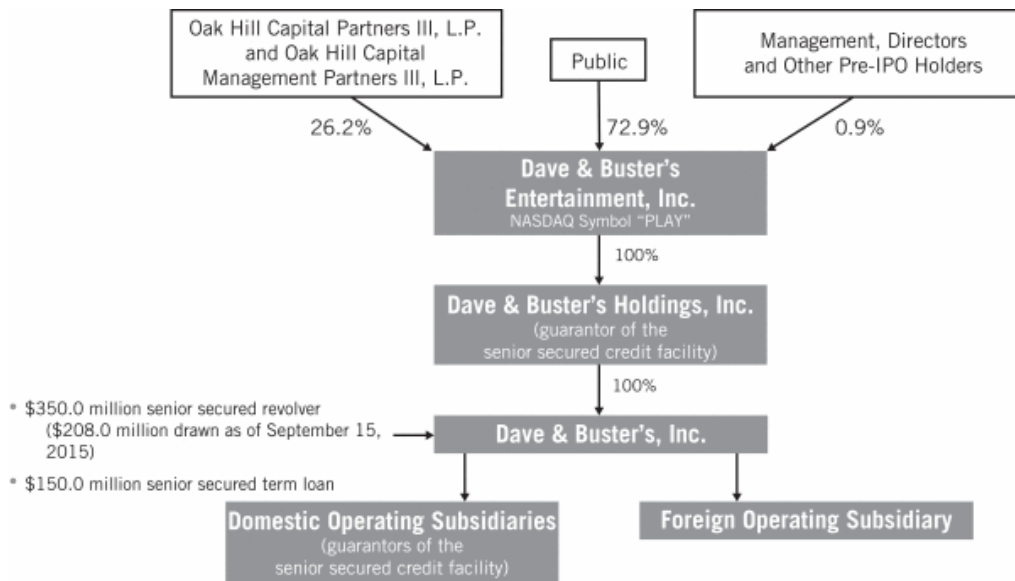 Oak Hill Capital Partners III, L.P.
and Oak Hill Capital
Management Partners III, L.P.
Public
Management, Directors
and Other Pre-IPO Holders
26.2%
72.9%
0.9%
Dave & Buster's
Entertainment, Inc.
NASDAQ Symbol “PLAY”
100%
Dave & Buster's Holdings, Inc.
(guarantor of the
senior secured credit facility)
100%
• $350.0 million senior secured revolver
($208.0 million drawn as of September 15,
2015)
• $150.0 million senior secured term loan
Dave & Buster's, Inc.
Domestic Operating Subsidiaries
(guarantors of the
senior secured credit facility)
Foreign Operating Subsidiary